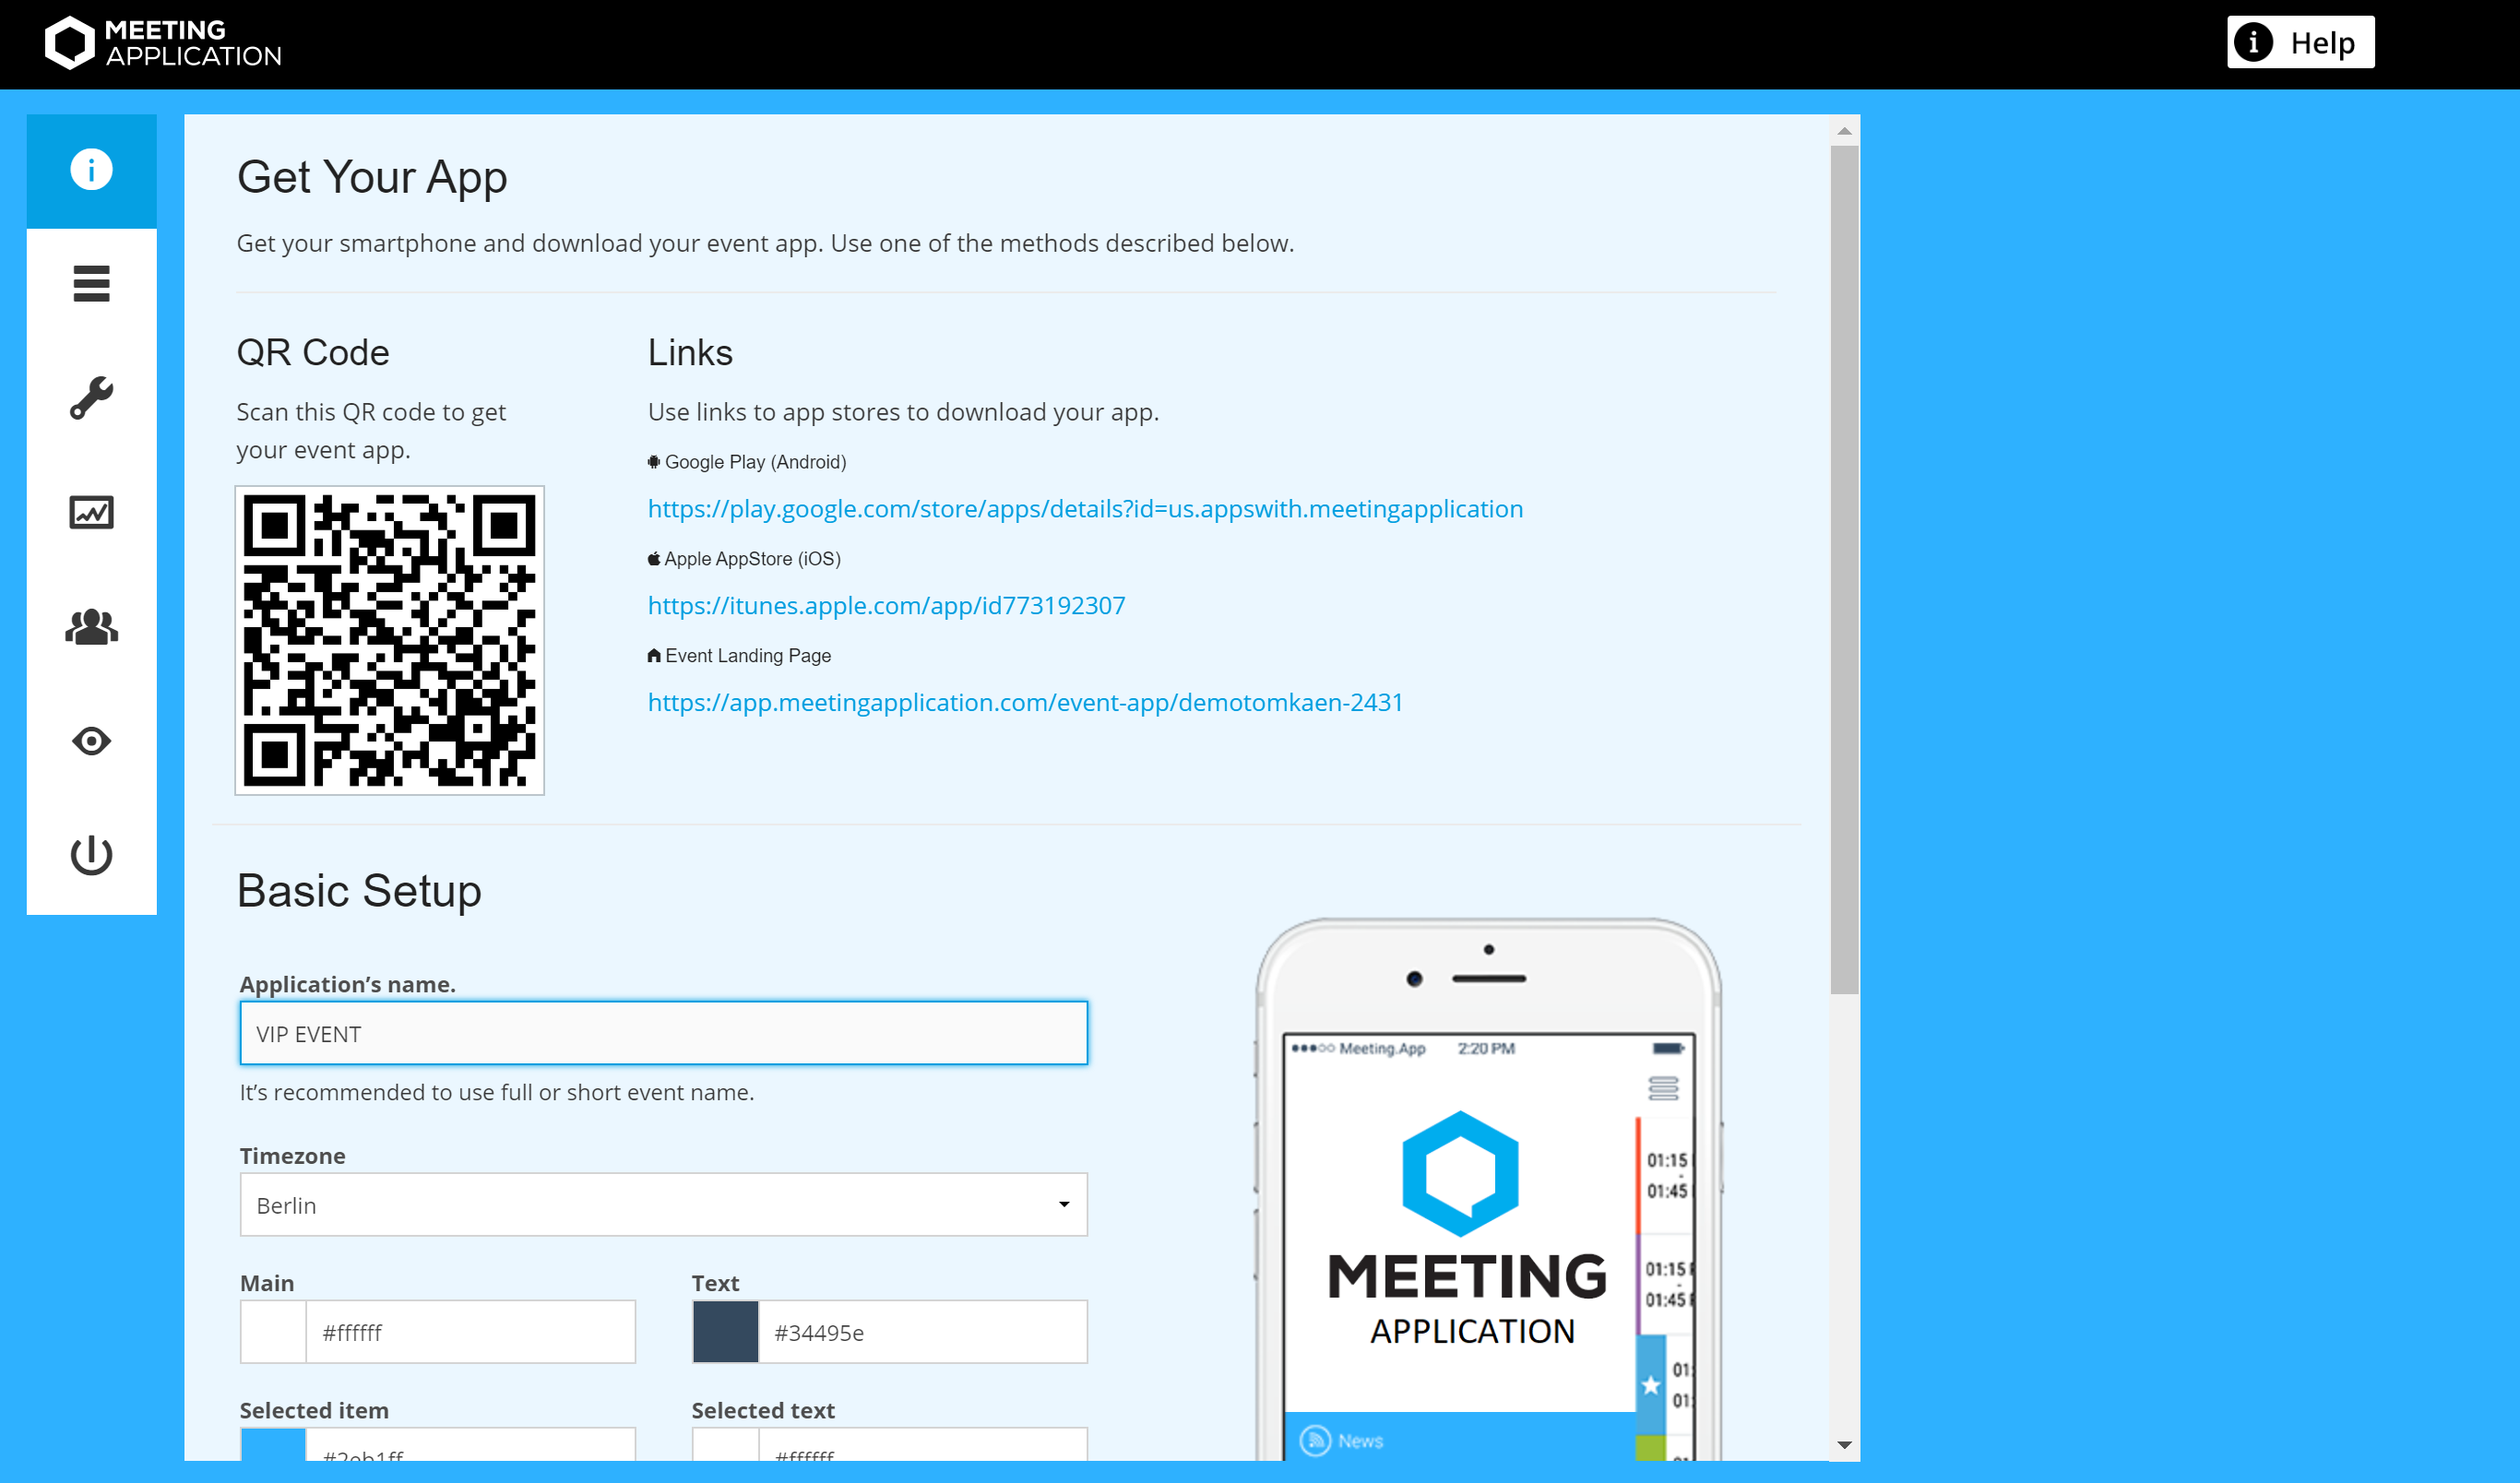 MEETING
APPLICATION
Help
Get Your App
Get your smartphone and download your event app. Use one of the methods described below.
QR Code
Scan this QR code to get
your event app.
Links
Use links to app stores to download your app.
Google Play (Android)
https://play.google.com/store/apps/details?id=us.appswith.meetingapplication
Apple AppStore (iOS)
https://itunes.apple.com/app/id773192307
Event Landing Page
https://app.meetingapplication.com/event-app/demotomkaen-2431
Basic Setup
Application’s name.
VIP EVENT
It’s recommended to use full or short event name.
Timezone
Berlin
Main
#ffffff
Text
#34495e
Selected item
#2eb1ff
Selected text
#ffffff
Meeting.App 2:20 PM
MEETING
APPLICATION
01:15
-
01:45
01:15
-
01:45
01:
01:
News